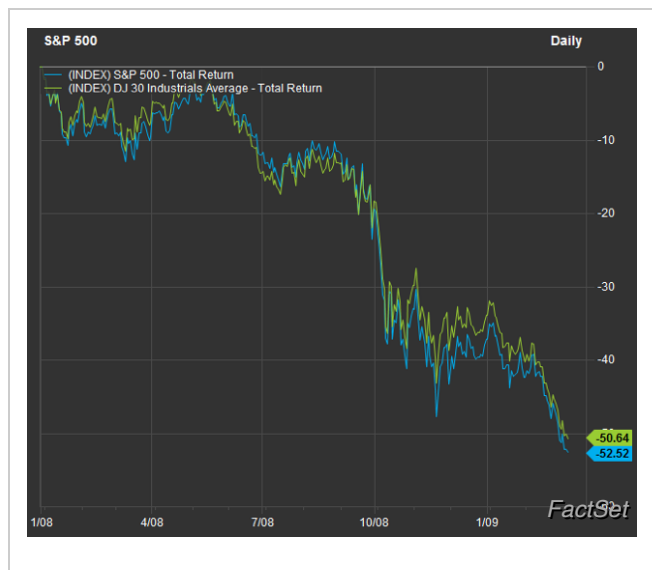 S&P 500 Daily
(INDEX) S&P 500 - Total Return
(INDEX) DJ 30 Industrials Average - Total Return
0
-10
-20
-30
-40
-50.64
-52.52
FactSet
1/08 4/08 7/08 10/08 1/09